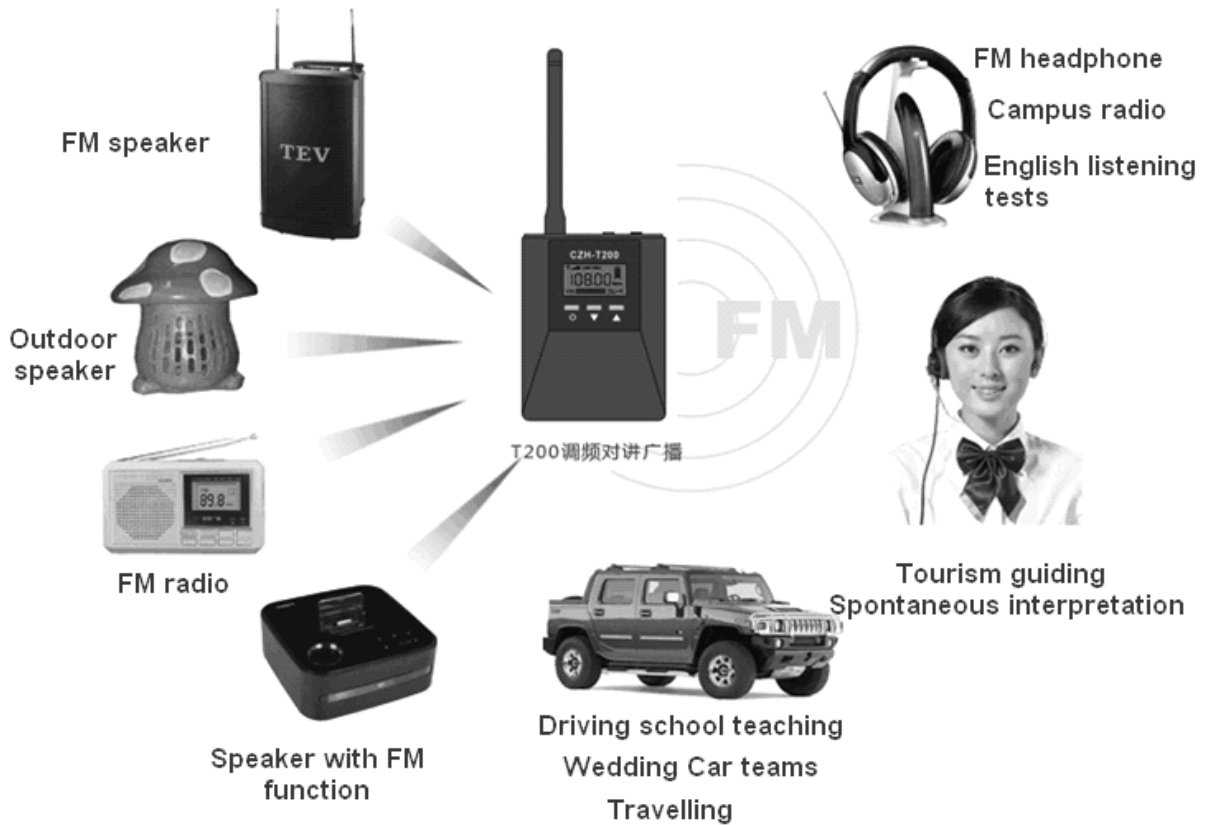 FM speaker
TEV
CZH-T200
108.00
FM
T200调频对讲广播
FM headphone
Campus radio
English listening
tests
Outdoor
speaker
89.8
FM radio
Speaker with FM
function
Tourism guiding
Spontaneous interpretation
Driving school teaching
Wedding Car teams
Travelling